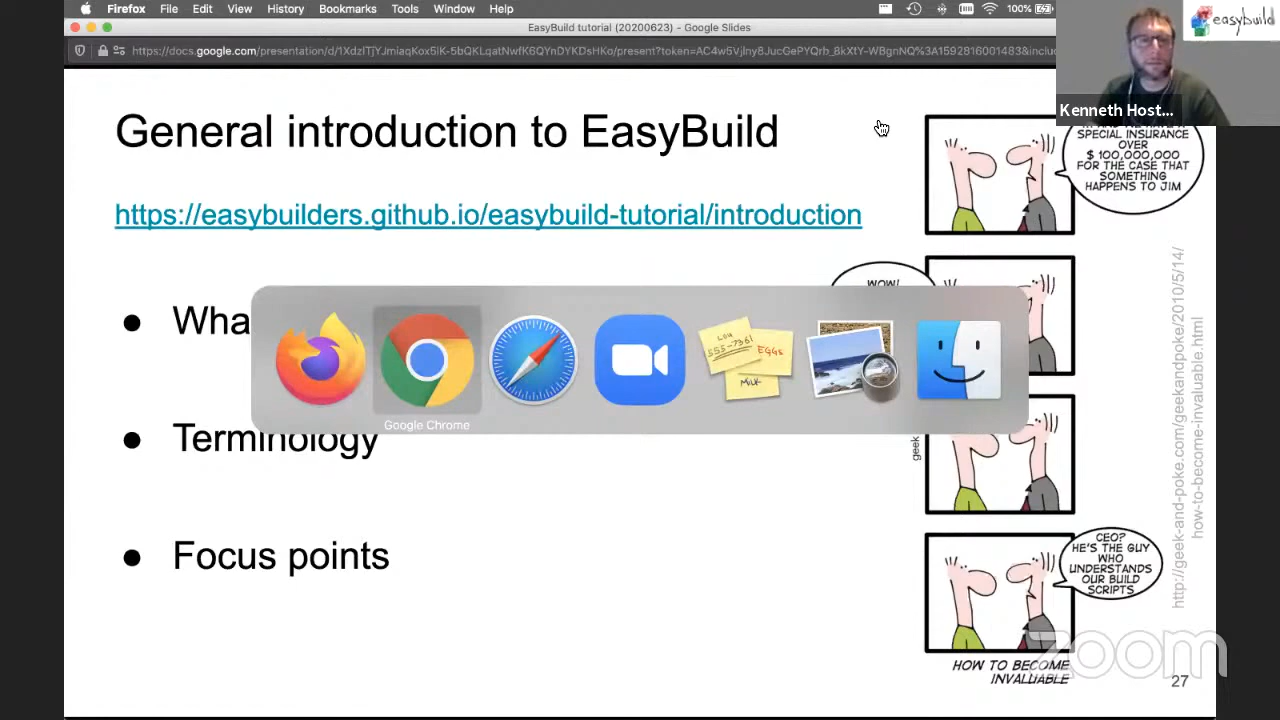 Firefox File Edit View History Bookmarks Tools Window Help 100%
EasyBuild tutorial (20200623) - Google Slides
easybuild
Kenneth Host...
General introduction to EasyBuild
https://easybuilders.github.io/easybuild-tutorial/introduction
SPECIAL INSURANCE
OVER
$ 100,000,000
FOR THE CASE THAT
SOMETHING
HAPPENS TO JIM
WOW!
● Wha
LOU
555-7361
EGGS
MILK
Google Chrome
● Terminology
geek
● Focus points
CEO?
HE'S THE GUY
WHO
UNDERSTANDS
OUR BUILD
SCRIPTS
HOW TO BECOME
INVALUABLE
http://geek-and-poke.com/geekandpoke/2010/5/14/
how-to-become-invaluable.html
zoom
27